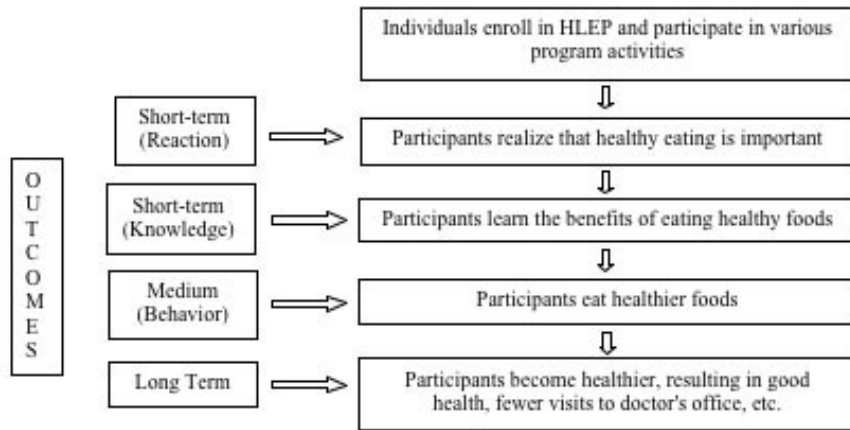 Individuals enroll in HLEP and participate in various
program activities
Short-term
(Reaction)
Participants realize that healthy eating is important
OUTCOMES
Short-term
(Knowledge)
Participants learn the benefits of eating healthy foods
Medium
(Behavior)
Participants eat healthier foods
Long Term
Participants become healthier, resulting in good
health, fewer visits to doctor's office, etc.